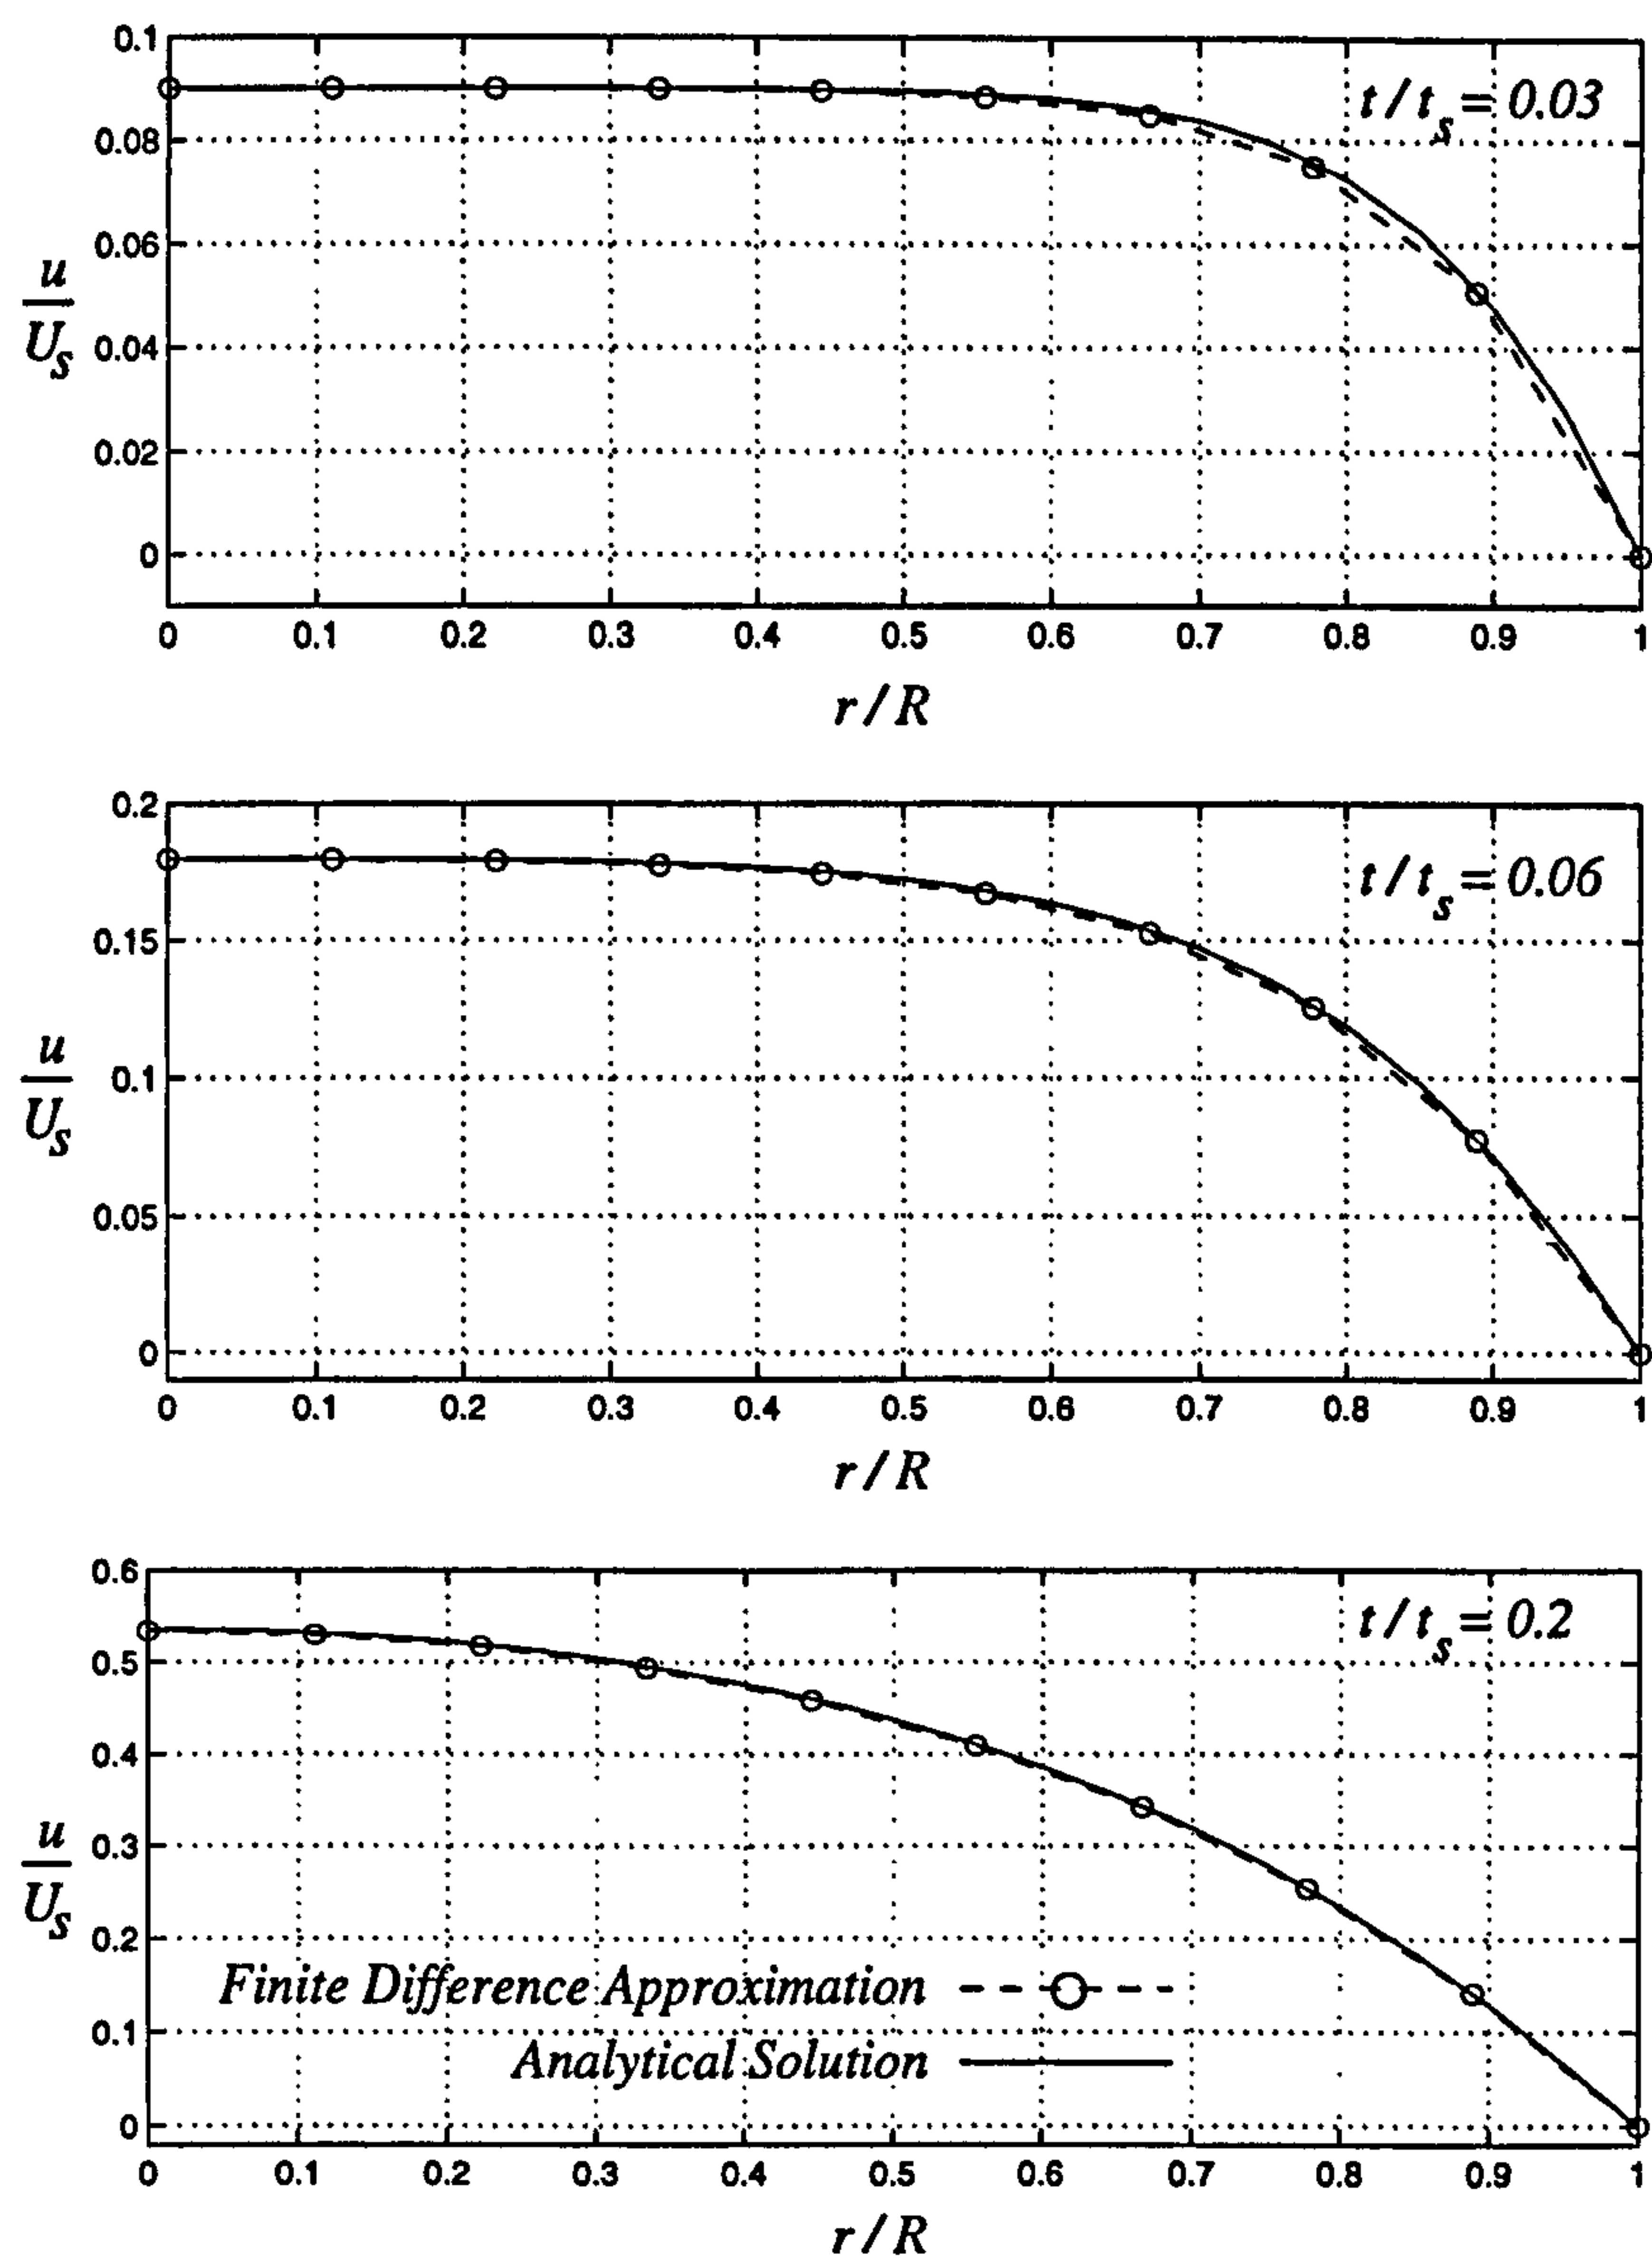 0.1
t / t_s = 0.03
0.08
0.06
u
U_s
0.04
0.02
0
0 0.1 0.2 0.3 0.4 0.5 0.6 0.7 0.8 0.9 1
r / R
0.2
t / t_s = 0.06
0.15
u
U_s
0.1
0.05
0
0 0.1 0.2 0.3 0.4 0.5 0.6 0.7 0.8 0.9 1
r / R
0.6
t / t_s = 0.2
0.5
0.4
0.3
u
U_s
0.2
Finite Difference Approximation
0.1
Analytical Solution
0
0 0.1 0.2 0.3 0.4 0.5 0.6 0.7 0.8 0.9 1
r / R